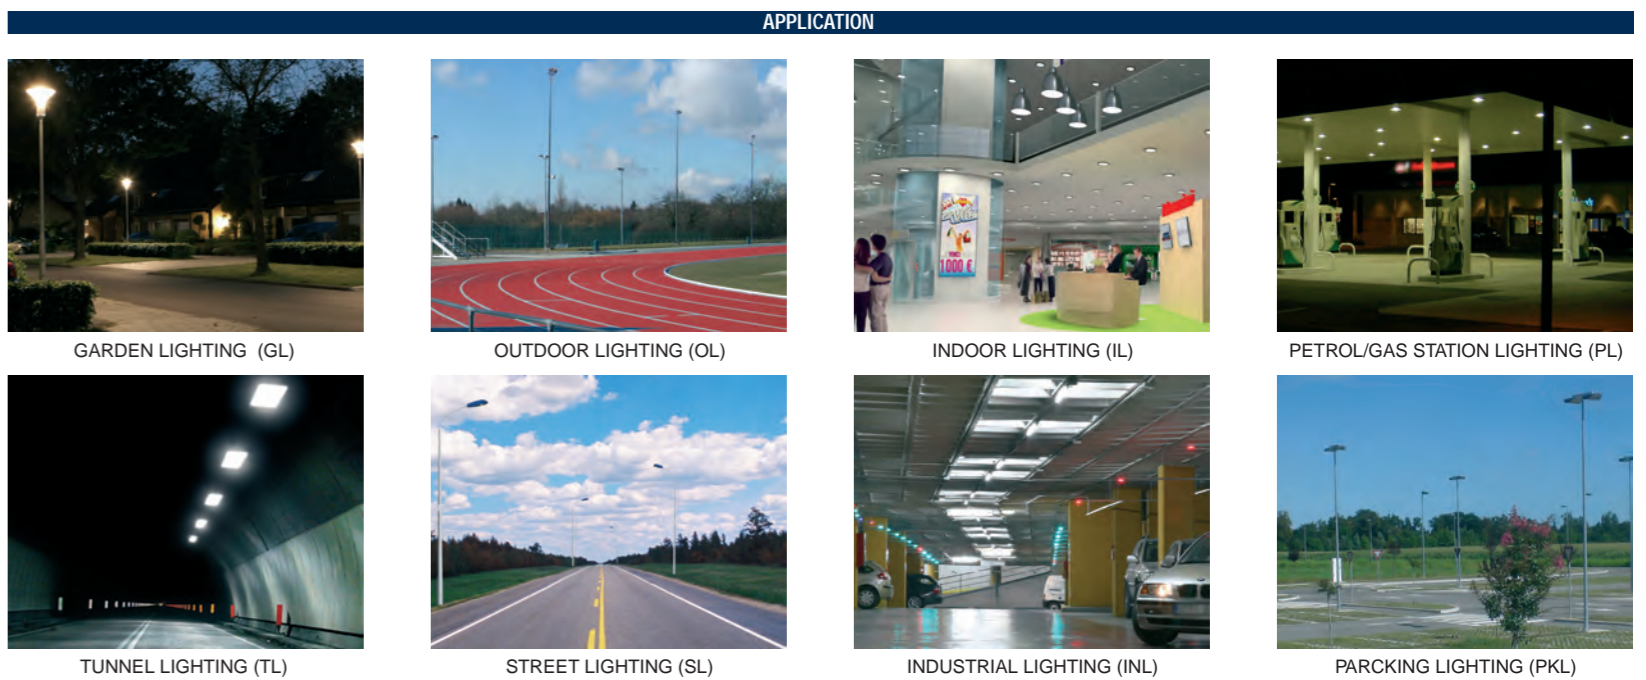 APPLICATION
GARDEN LIGHTING (GL)
OUTDOOR LIGHTING (OL)
1000 €
INDOOR LIGHTING (IL)
PETROL/GAS STATION LIGHTING (PL)
TUNNEL LIGHTING (TL)
STREET LIGHTING (SL)
INDUSTRIAL LIGHTING (INL)
PARCKING LIGHTING (PKL)